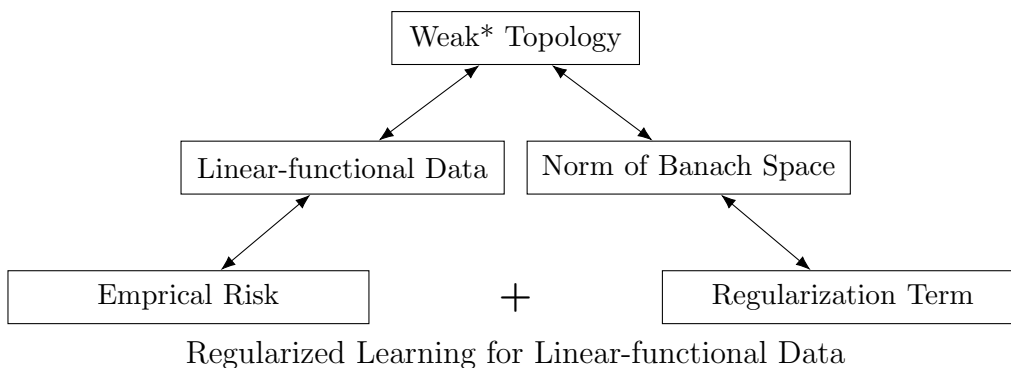 Weak* Topology
Linear-functional Data
Norm of Banach Space
Emprical Risk
+
Regularization Term
Regularized Learning for Linear-functional Data